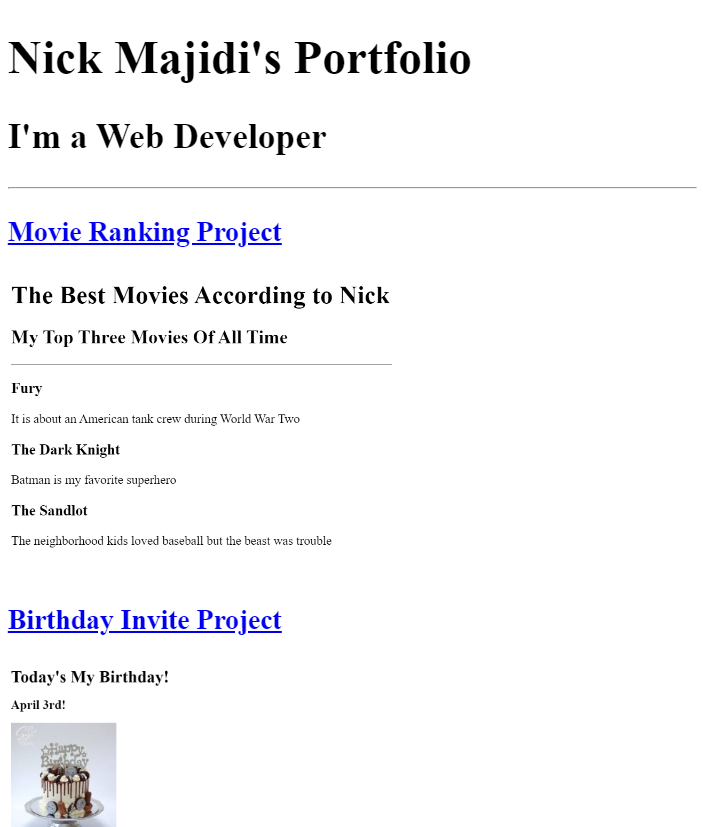 Nick Majidi's Portfolio
I'm a Web Developer
Movie Ranking Project
The Best Movies According to Nick
My Top Three Movies Of All Time
Fury
It is about an American tank crew during World War Two
The Dark Knight
Batman is my favorite superhero
The Sandlot
The neighborhood kids loved baseball but the beast was trouble
Birthday Invite Project
Today's My Birthday!
April 3rd!
Happy
Birthday